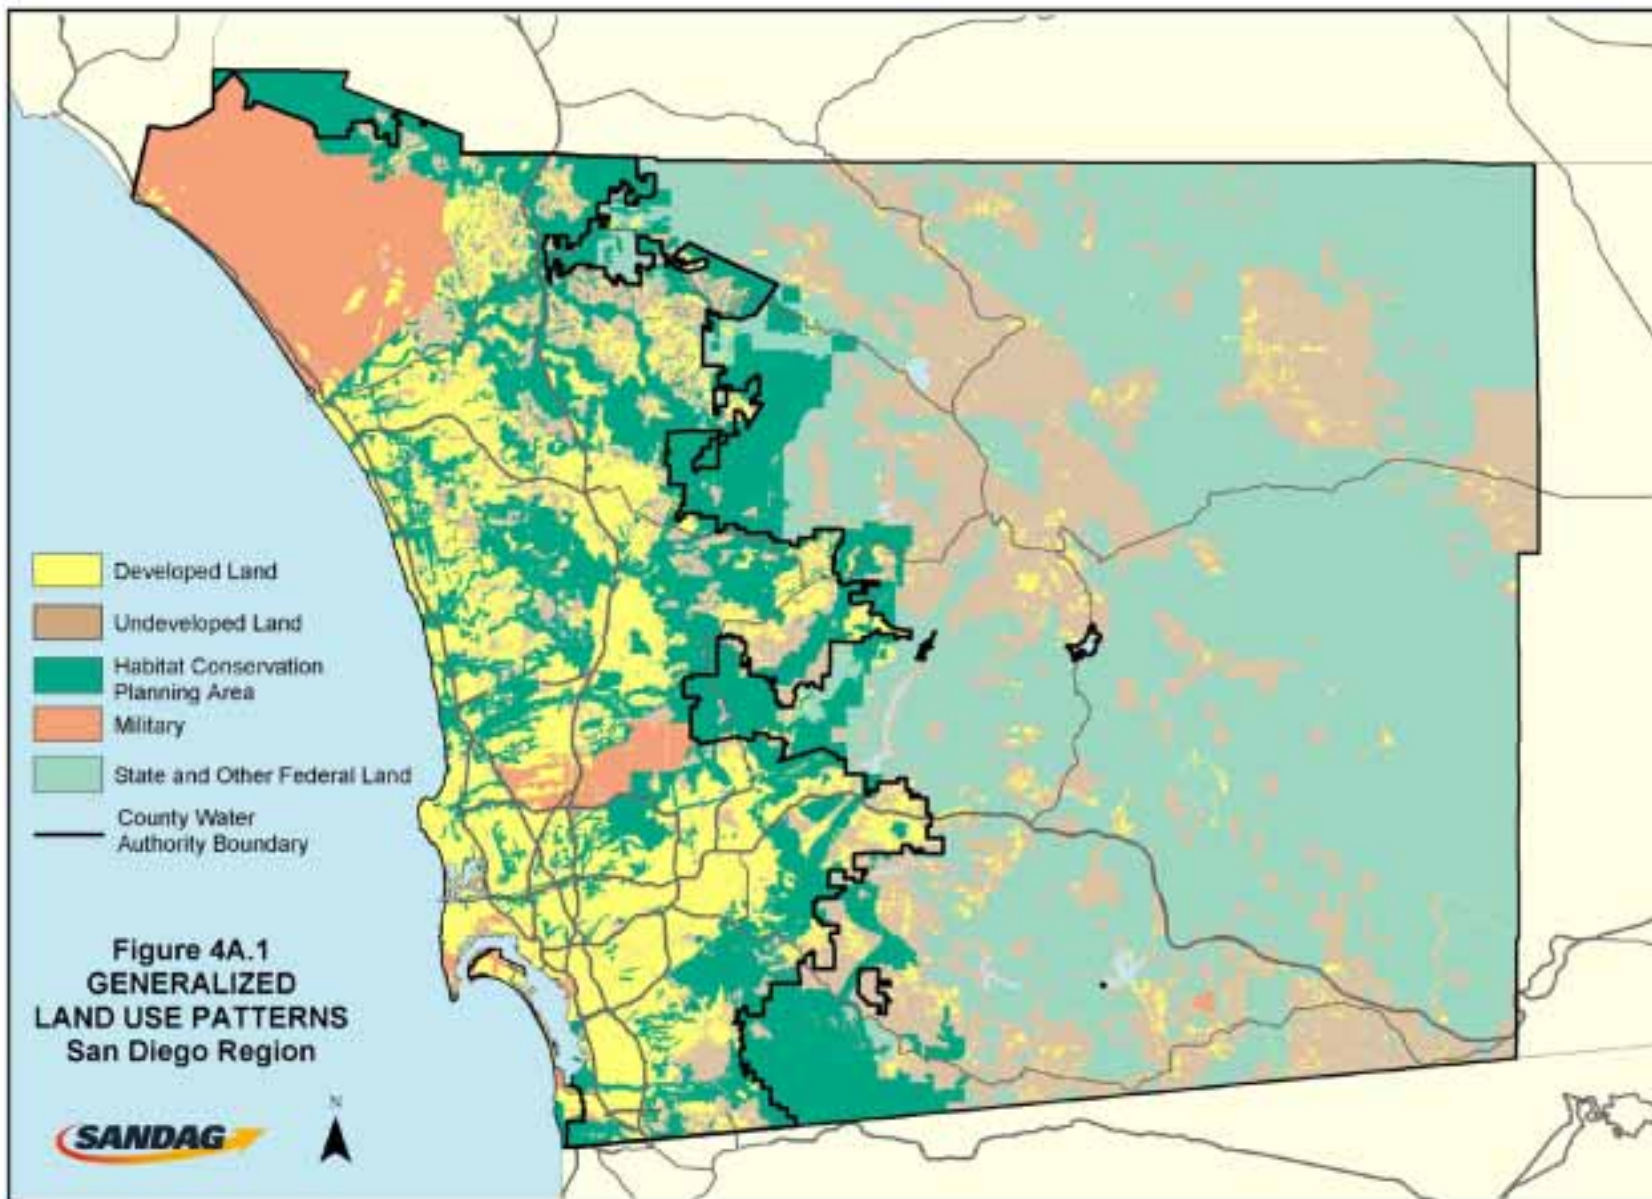 Developed Land
Undeveloped Land
Habitat Conservation
Planning Area
Military
State and Other Federal Land
County Water
Authority Boundary
Figure 4A.1
GENERALIZED
LAND USE PATTERNS
San Diego Region
SANDAG
N